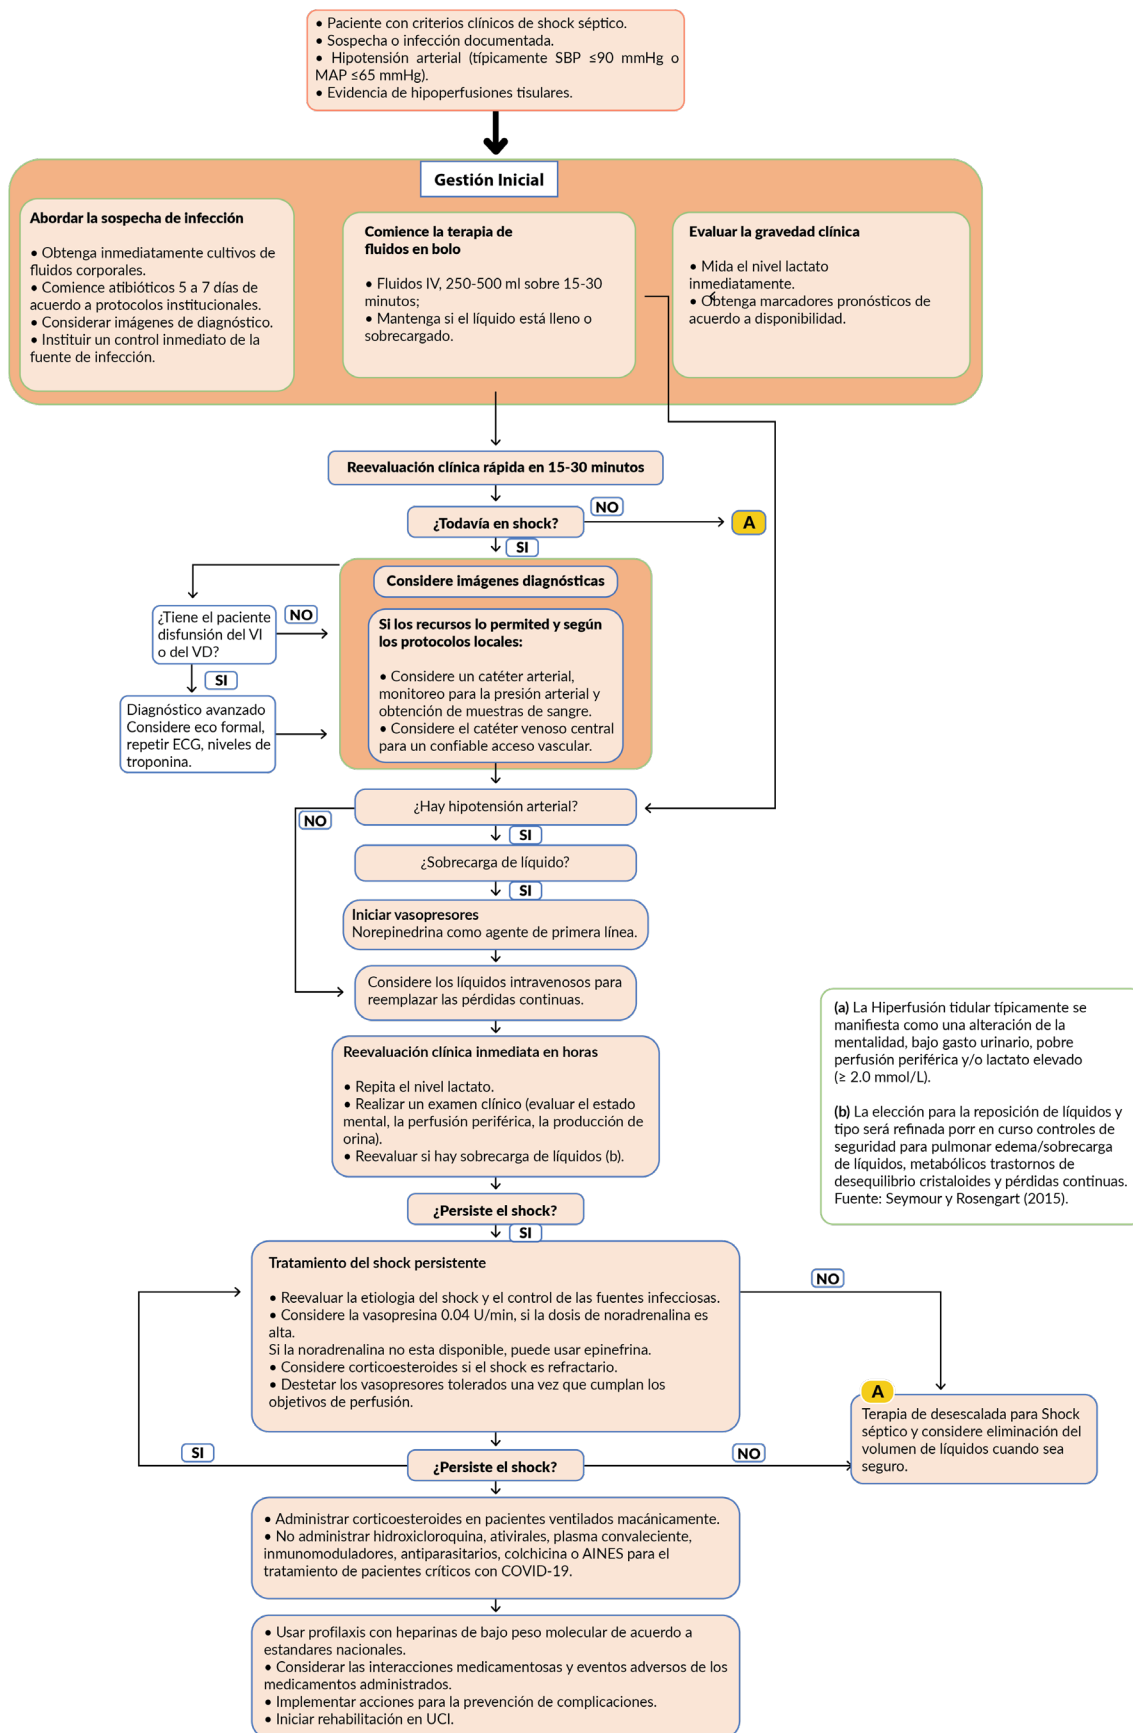 • Paciente con criterios clínicos de shock séptico.
• Sospecha o infección documentada.
• Hipotensión arterial (típicamente SBP ≤90 mmHg o
MAP ≤65 mmHg).
• Evidencia de hipoperfusiones tisulares.
Gestión Inicial
Abordar la sospecha de infección
• Obtenga inmediatamente cultivos de
fluidos corporales.
• Comience atibióticos 5 a 7 días de
acuerdo a protocolos institucionales.
• Considerar imágenes de diagnóstico.
• Instituir un control inmediato de la
fuente de infección.
Comience la terapia de
fluidos en bolo
• Fluidos IV, 250-500 ml sobre 15-30
minutos;
• Mantenga si el líquido está lleno o
sobrecargado.
Evaluar la gravedad clínica
• Mida el nivel lactato
inmediatamente.
• Obtenga marcadores pronósticos de
acuerdo a disponibilidad.
Reevaluación clínica rápida en 15-30 minutos
¿Todavía en shock?
NO
A
SI
Considere imágenes diagnósticas
Si los recursos lo permited y según
los protocolos locales:
• Considere un catéter arterial,
monitoreo para la presión arterial y
obtención de muestras de sangre.
• Considere el catéter venoso central
para un confiable acceso vascular.
¿Tiene el paciente
disfunsión del VI
o del VD?
NO
SI
Diagnóstico avanzado
Considere eco formal,
repetir ECG, niveles de
troponina.
¿Hay hipotensión arterial?
NO
SI
¿Sobrecarga de líquido?
SI
Iniciar vasopresores
Norepinedrina como agente de primera línea.
Considere los líquidos intravenosos para
reemplazar las pérdidas continuas.
Reevaluación clínica inmediata en horas
• Repita el nivel lactato.
• Realizar un examen clínico (evaluar el estado
mental, la perfusión periférica, la producción de
orina).
• Reevaluar si hay sobrecarga de líquidos (b).
(a) La Hiperfusión tidular típicamente se
manifiesta como una alteración de la
mentalidad, bajo gasto urinario, pobre
perfusión periférica y/o lactato elevado
(≥ 2.0 mmol/L).
(b) La elección para la reposición de líquidos y
tipo será refinada porr en curso controles de
seguridad para pulmonar edema/sobrecarga
de líquidos, metabólicos trastornos de
desequilibrio cristaloides y pérdidas continuas.
Fuente: Seymour y Rosengart (2015).
¿Persiste el shock?
SI
Tratamiento del shock persistente
• Reevaluar la etiologia del shock y el control de las fuentes infecciosas.
• Considere la vasopresina 0.04 U/min, si la dosis de noradrenalina es
alta.
Si la noradrenalina no esta disponible, puede usar epinefrina.
• Considere corticoesteroides si el shock es refractario.
• Destetar los vasopresores tolerados una vez que cumplan los
objetivos de perfusión.
NO
A
Terapia de desescalada para Shock
séptico y considere eliminación del
volumen de líquidos cuando sea
seguro.
SI
¿Persiste el shock?
NO
• Administrar corticoesteroides en pacientes ventilados macánicamente.
• No administrar hidroxicloroquina, ativirales, plasma convaleciente,
inmunomoduladores, antiparasitarios, colchicina o AINES para el
tratamiento de pacientes críticos con COVID-19.
• Usar profilaxis con heparinas de bajo peso molecular de acuerdo a
estandares nacionales.
• Considerar las interacciones medicamentosas y eventos adversos de los
medicamentos administrados.
• Implementar acciones para la prevención de complicaciones.
• Iniciar rehabilitación en UCI.